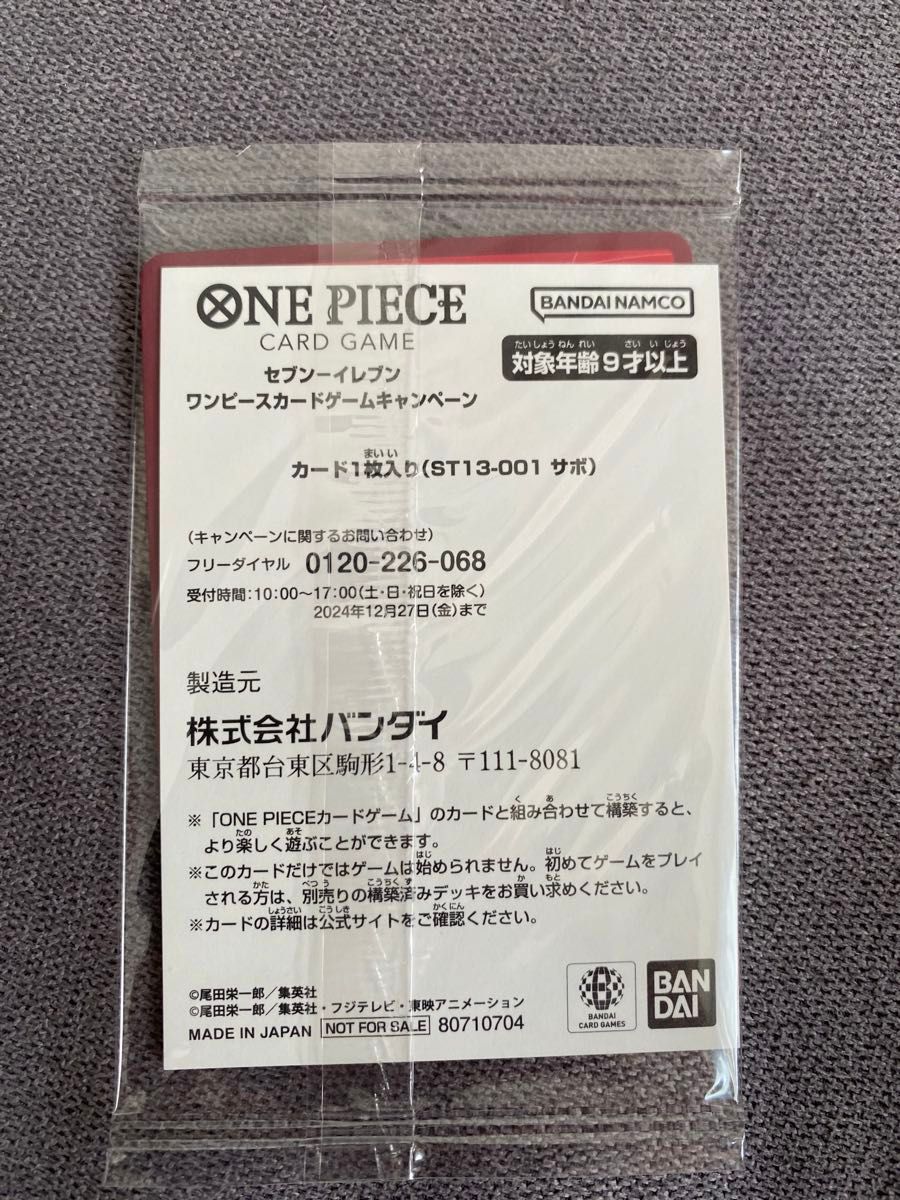 ONE PIECE
CARD GAME
BANDAI NAMCO
たいしょうねんれい さいいじょう
対象年齢9才以上
セブン-イレブン
ワンピースカードゲームキャンペーン
まいい
カード1枚入り(ST13-001 サボ)
(キャンペーンに関するお問い合わせ)
フリーダイヤル 0120-226-068
受付時間:10:00～17:00(土・日・祝日を除く)
2024年12月27日(金)まで
製造元
株式会社バンダイ
東京都台東区駒形1-4-8 〒111-8081
く あ こうちく
※「ONE PIECEカードゲーム」のカードと組み合わせて構築すると、
たの あそ
より楽しく遊ぶことができます。
はじ はじ
※このカードだけではゲームは始められません。初めてゲームをプレイ
かた べつう こうちくず か もと
される方は、別売りの構築済みデッキをお買い求めください。
しょうさい こうしき かくにん
※カードの詳細は公式サイトをご確認ください。
©尾田栄一郎/集英社
©尾田栄一郎/集英社・フジテレビ・東映アニメーション
MADE IN JAPAN NOT FOR SALE 80710704
BANDAI
CARD GAMES
BAN
DAI